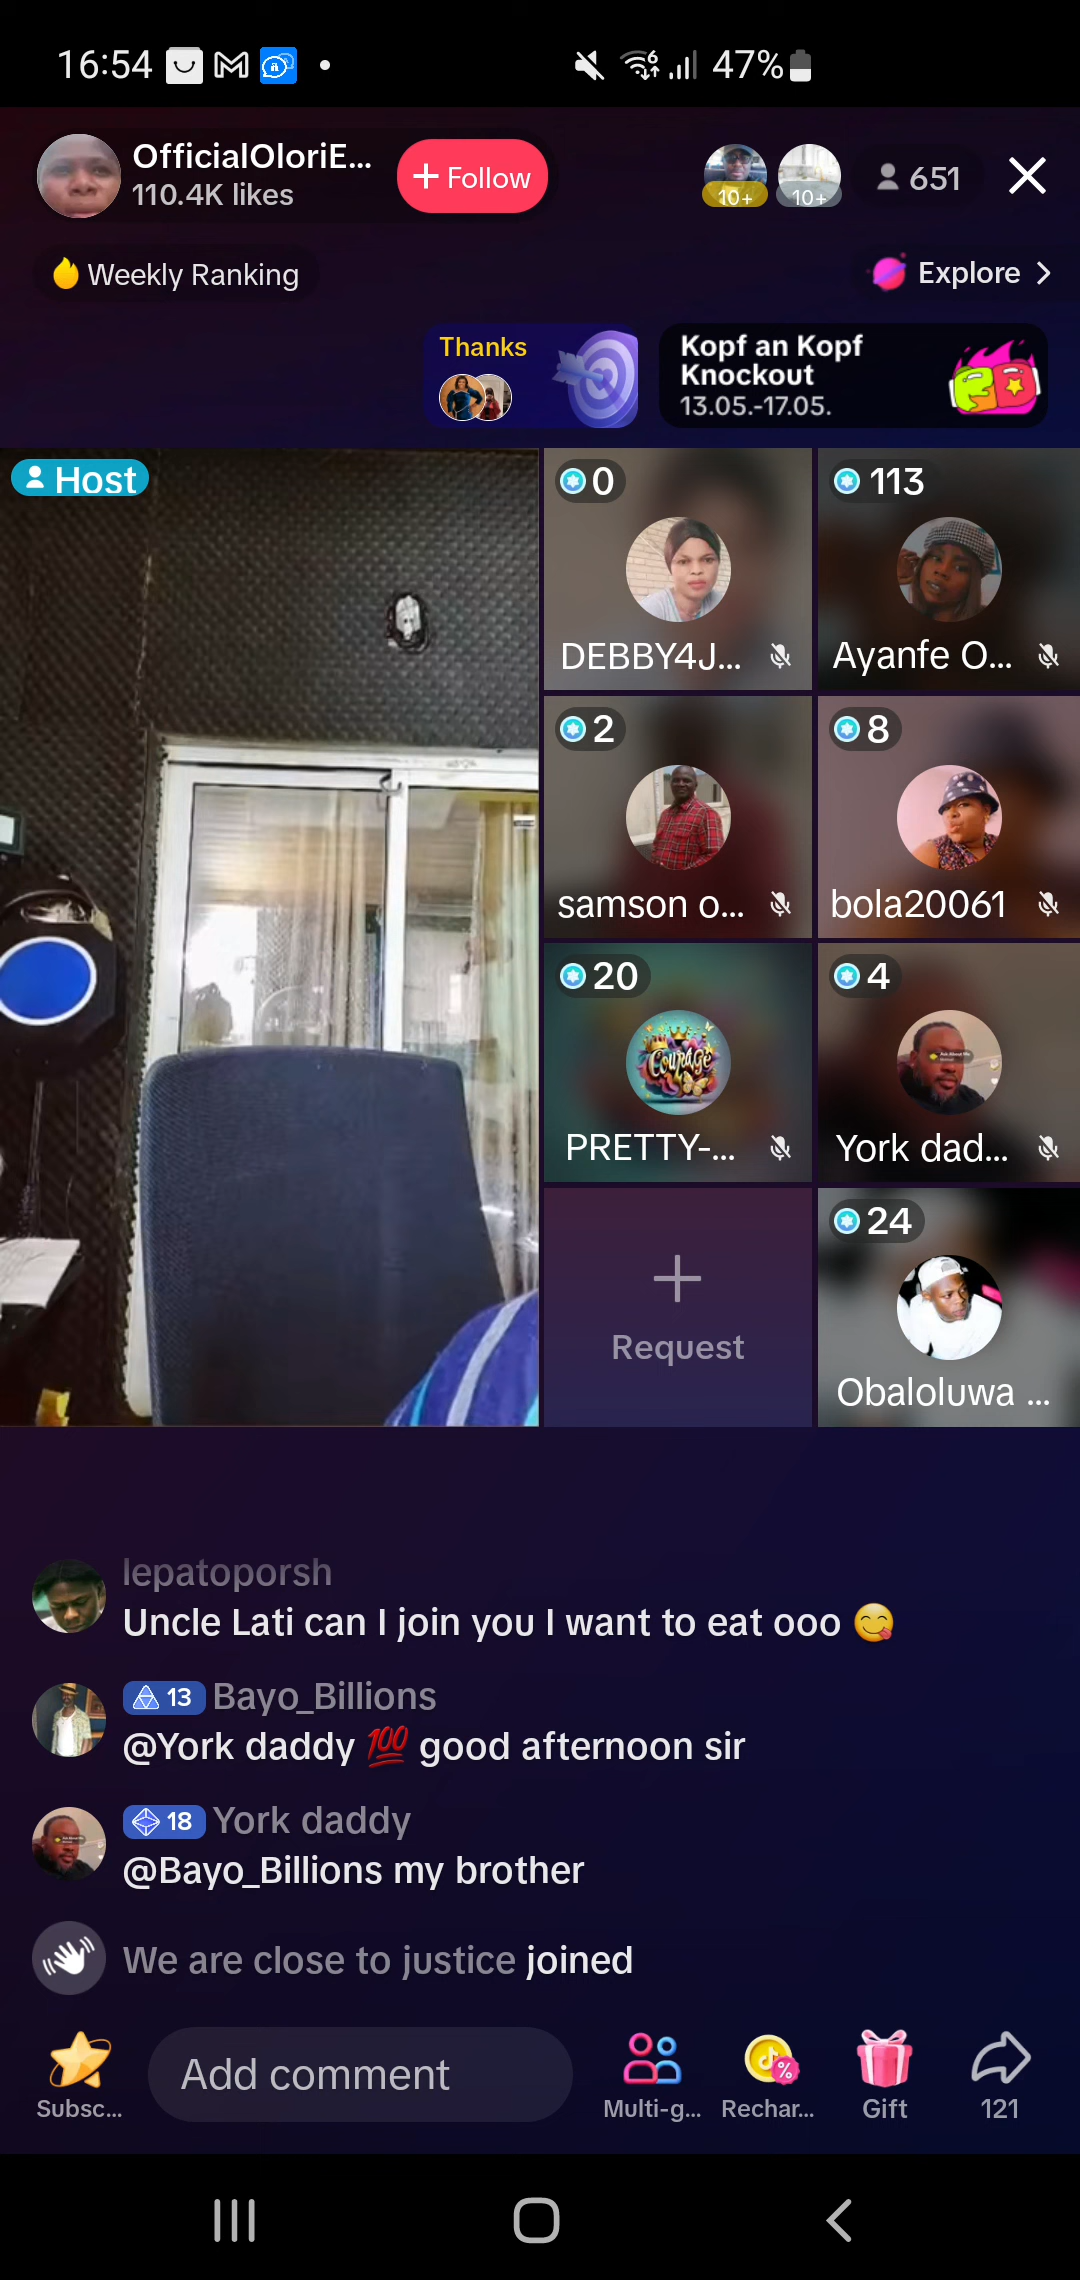 16:54
47%
OfficialOloriE...
110.4K likes
+ Follow
10+
10+
651
Weekly Ranking
Explore >
Thanks
Kopf an Kopf
Knockout
13.05.-17.05.
Host
0
DEBBY4J...
113
Ayanfe O...
2
samson o...
8
bola20061
20
Courage
PRETTY-...
4
York dad...
Request
24
Obaloluwa ...
lepatoporsh
Uncle Lati can I join you I want to eat ooo 😋
13 Bayo_Billions
@York daddy 💯 good afternoon sir
18 York daddy
@Bayo_Billions my brother
We are close to justice joined
Add comment
Subsc...
Multi-g...
Rechar...
Gift
121